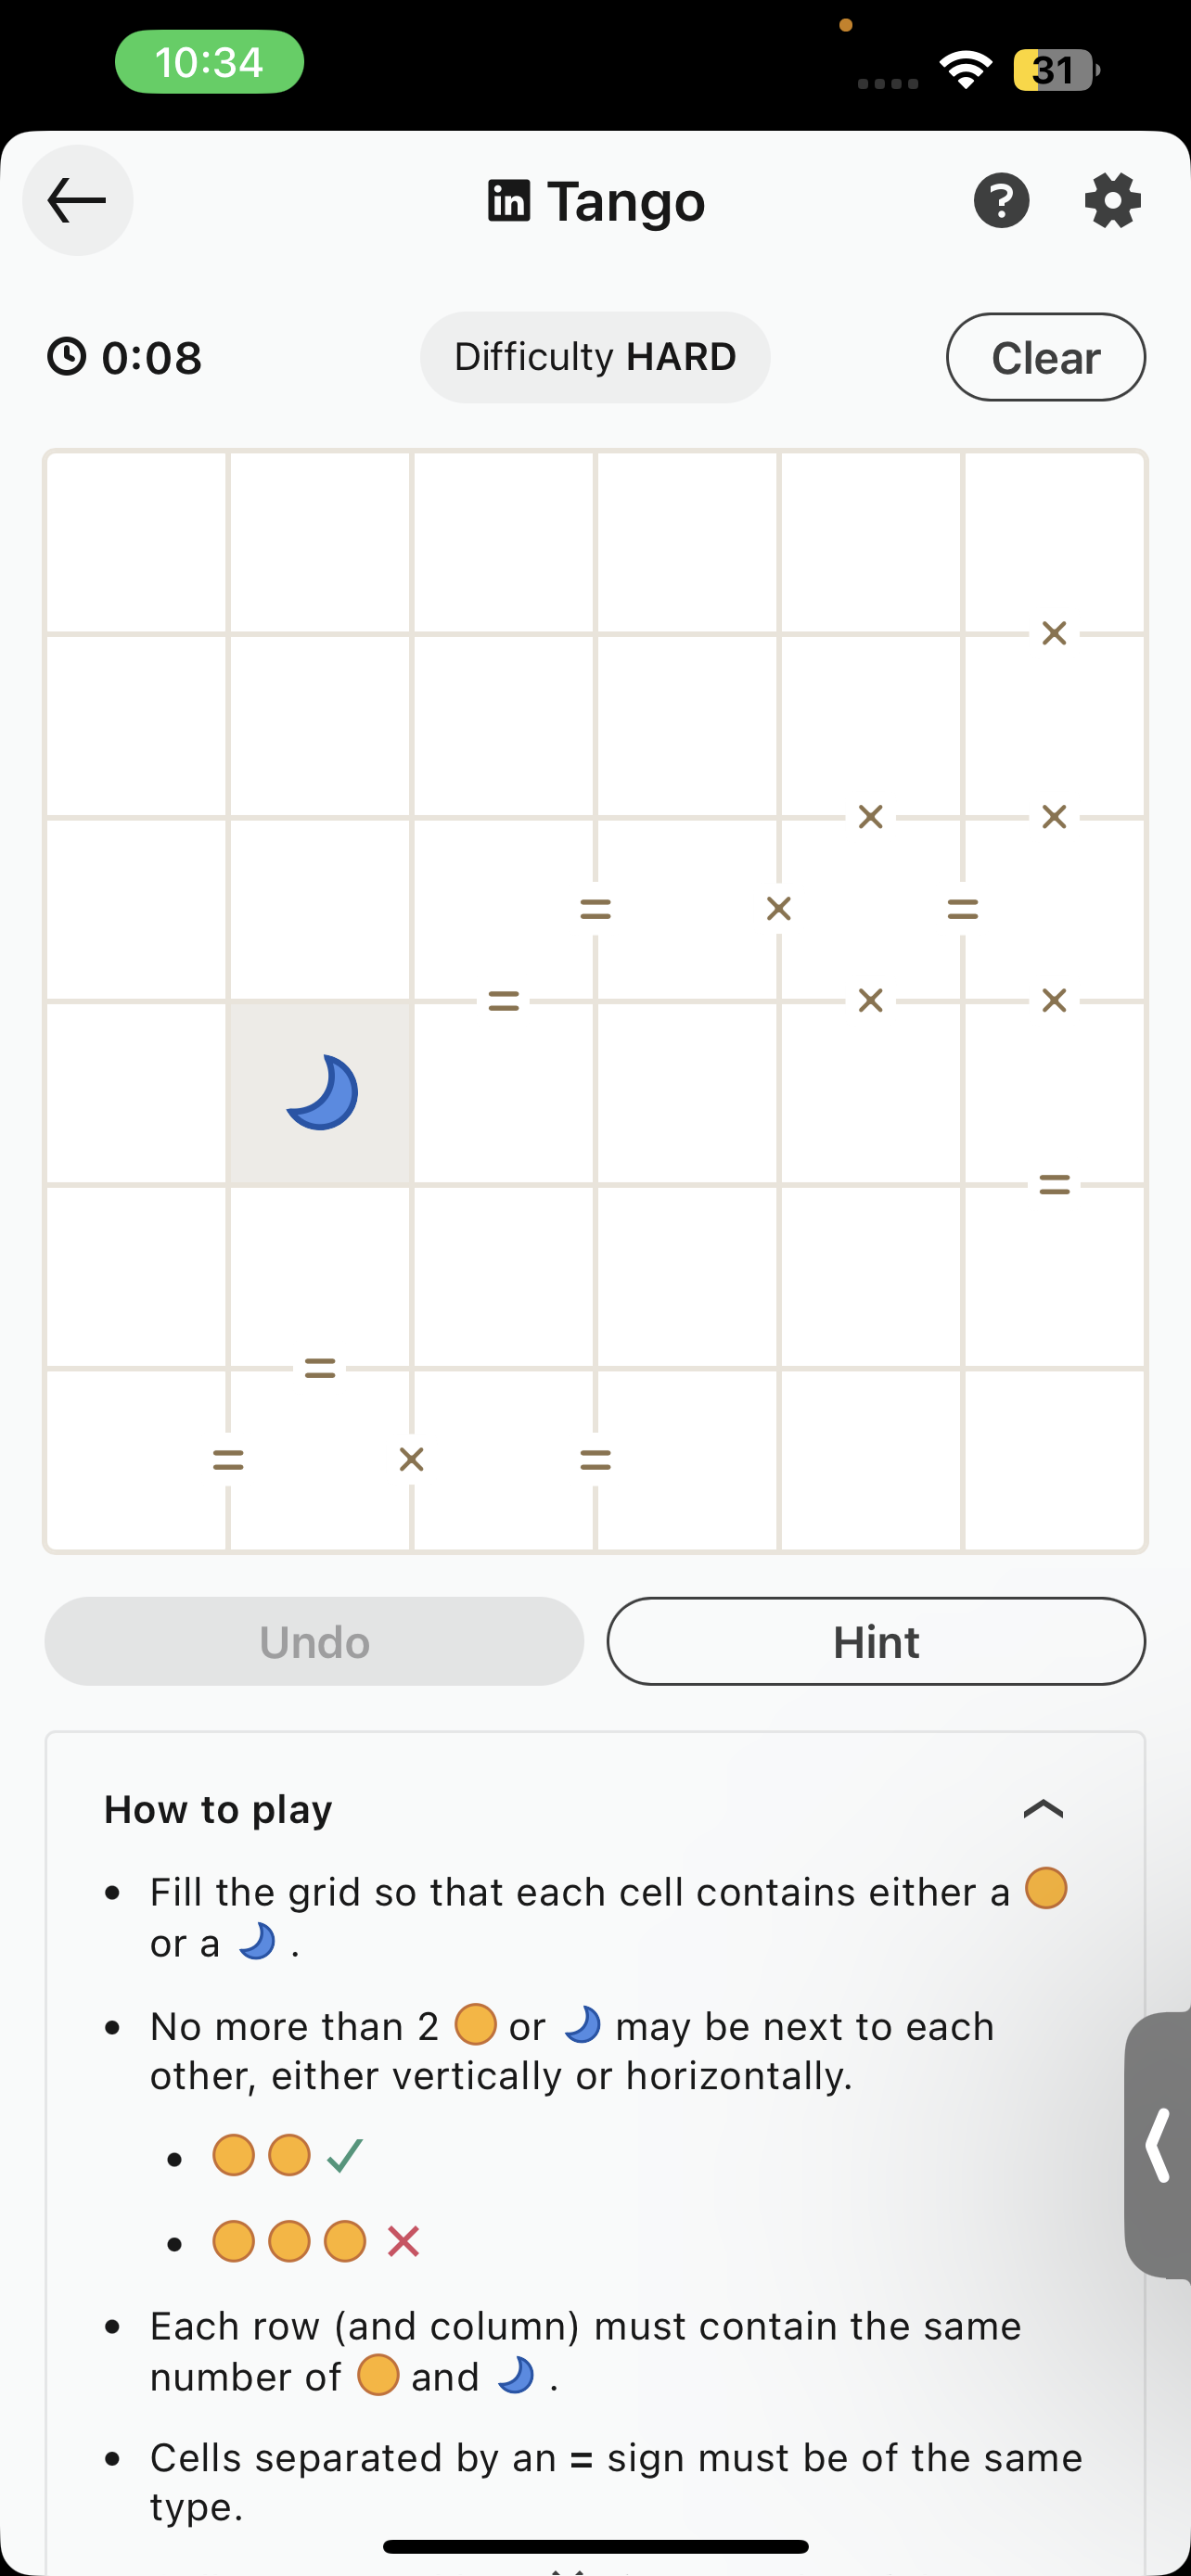 10:34
31
in Tango
?
0:08
Difficulty HARD
Clear
×
× ×
= × =
= × ×
=
=
= × =
Undo
Hint
How to play
• Fill the grid so that each cell contains either a
or a .
• No more than 2 or may be next to each
other, either vertically or horizontally.
•
•
• Each row (and column) must contain the same
number of and .
• Cells separated by an = sign must be of the same
type.